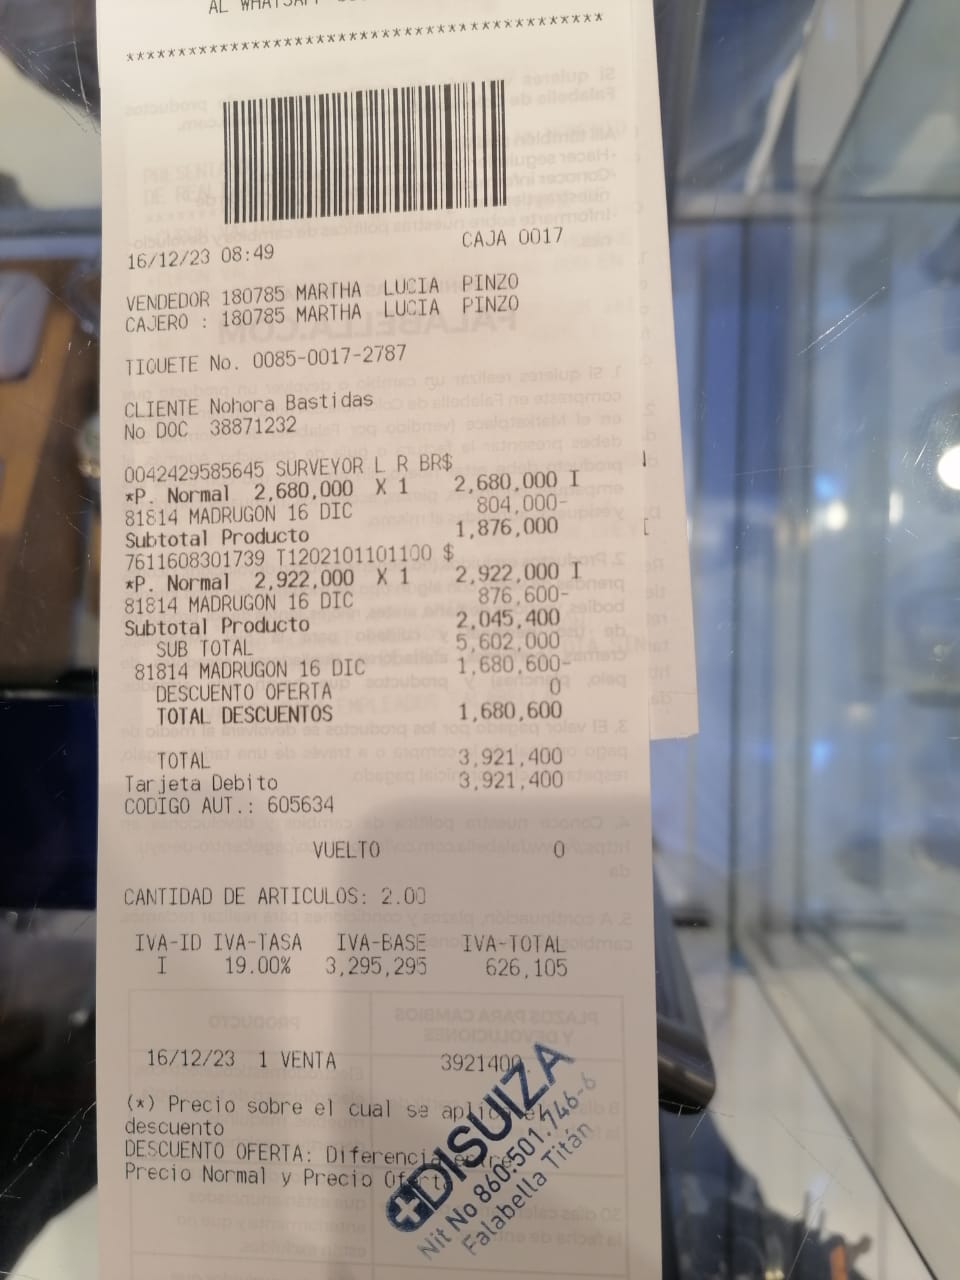 AL WHATSAPP
****************************************
16/12/23 08:49 CAJA 0017
VENDEDOR 180785 MARTHA LUCIA PINZO
CAJERO : 180785 MARTHA LUCIA PINZO
TIQUETE No. 0085-0017-2787
CLIENTE Nohora Bastidas
No DOC 38871232
0042429585645 SURVEYOR L R BR$
*P. Normal 2,680,000 X 1 2,680,000 I
81814 MADRUGON 16 DIC 804,000-
Subtotal Producto 1,876,000
7611608301739 T1202101101100 $
*P. Normal 2,922,000 X 1 2,922,000 I
81814 MADRUGON 16 DIC 876,600-
Subtotal Producto 2,045,400
SUB TOTAL 5,602,000
81814 MADRUGON 16 DIC 1,680,600-
DESCUENTO OFERTA 0
TOTAL DESCUENTOS 1,680,600
TOTAL 3,921,400
Tarjeta Debito 3,921,400
CODIGO AUT.: 605634
VUELTO 0
CANTIDAD DE ARTICULOS: 2.00
IVA-ID IVA-TASA IVA-BASE IVA-TOTAL
I 19.00% 3,295,295 626,105
16/12/23 1 VENTA 3921400
(*) Precio sobre el cual se aplica el
descuento
DESCUENTO OFERTA: Diferencia entre
Precio Normal y Precio Oferta
DISUIZA
Nit No 860.501.746-6
Falabella Titán